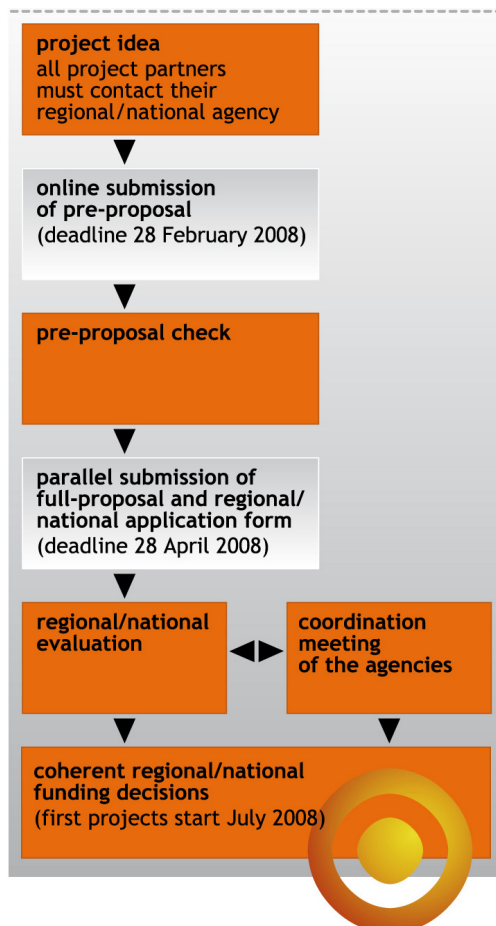 project idea
all project partners
must contact their
regional/national agency
online submission
of pre-proposal
(deadline 28 February 2008)
pre-proposal check
parallel submission of
full-proposal and regional/
national application form
(deadline 28 April 2008)
regional/national
evaluation
coordination
meeting
of the agencies
coherent regional/national
funding decisions
(first projects start July 2008)